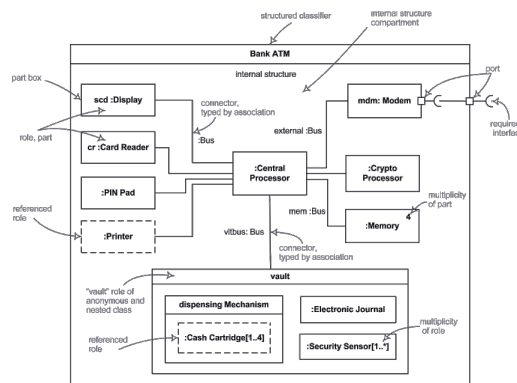 structured classifier
internal structure
compartment
Bank ATM
internal structure
part box
scd :Display
connector,
typed by association
:Bus
mdm: Modem
port
external :Bus
required
role, part
cr :Card Reader
:Central
Processor
:Crypto
Processor
:PIN Pad
multiplicity
of part
referenced
role
:Printer
mem :Bus
4
:Memory
vitbus: Bus
connector,
typed by association
vault
"vault" role of
anonymous and
nested class
dispensing Mechanism
:Electronic Journal
referenced
role
:Cash Cartridge[1..4]
:Security Sensor[1..*]
multiplicity
of role